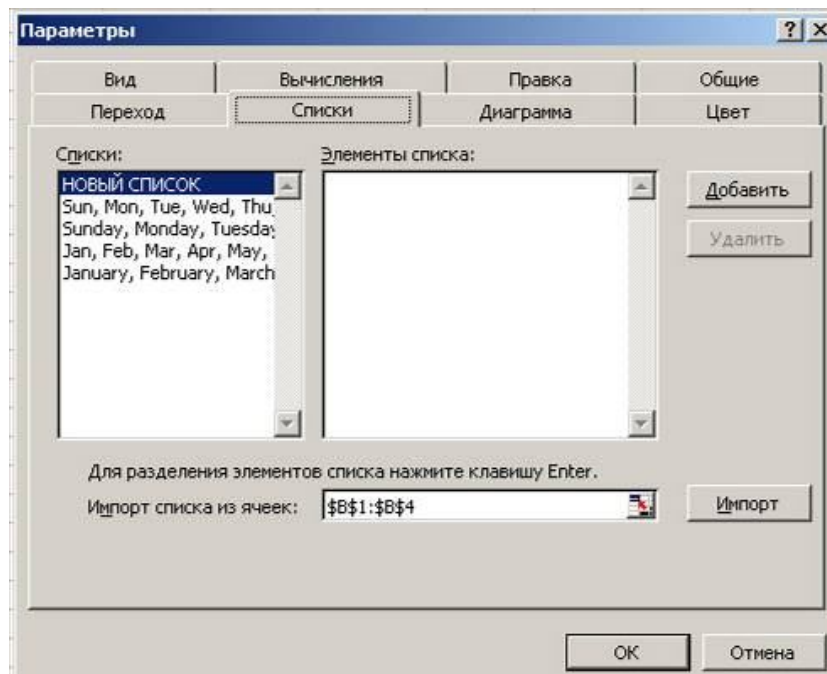 Параметры
Вид Вычисления Правка Общие
Переход Списки Диаграмма Цвет
Списки: Элементы списка:
НОВЫЙ СПИСОК
Sun, Mon, Tue, Wed, Thu,
Sunday, Monday, Tuesday
Jan, Feb, Mar, Apr, May,
January, February, March
Добавить
Удалить
Для разделения элементов списка нажмите клавишу Enter.
Импорт списка из ячеек: $B$1:$B$4 Импорт
ОК Отмена